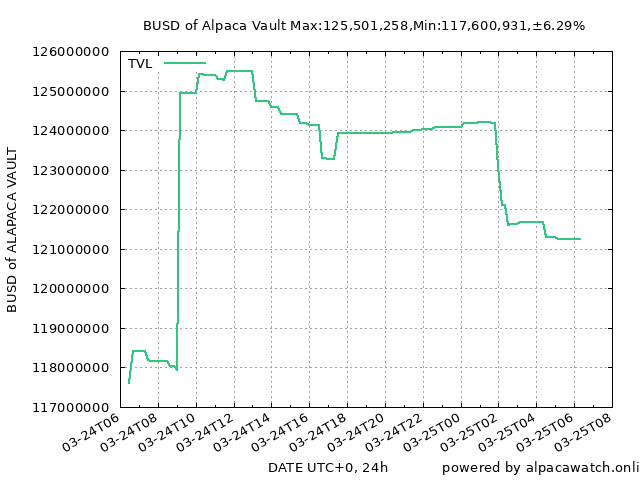 BUSD of Alpaca Vault Max:125,501,258,Min:117,600,931,±6.29%
TVL
126000000
125000000
124000000
123000000
122000000
121000000
120000000
119000000
118000000
117000000
BUSD of ALAPACA VAULT
03-24T06
03-24T08
03-24T10
03-24T12
03-24T14
03-24T16
03-24T18
03-24T20
03-24T22
03-25T00
03-25T02
03-25T04
03-25T06
03-25T08
DATE UTC+0, 24h
powered by alpacawatch.onli